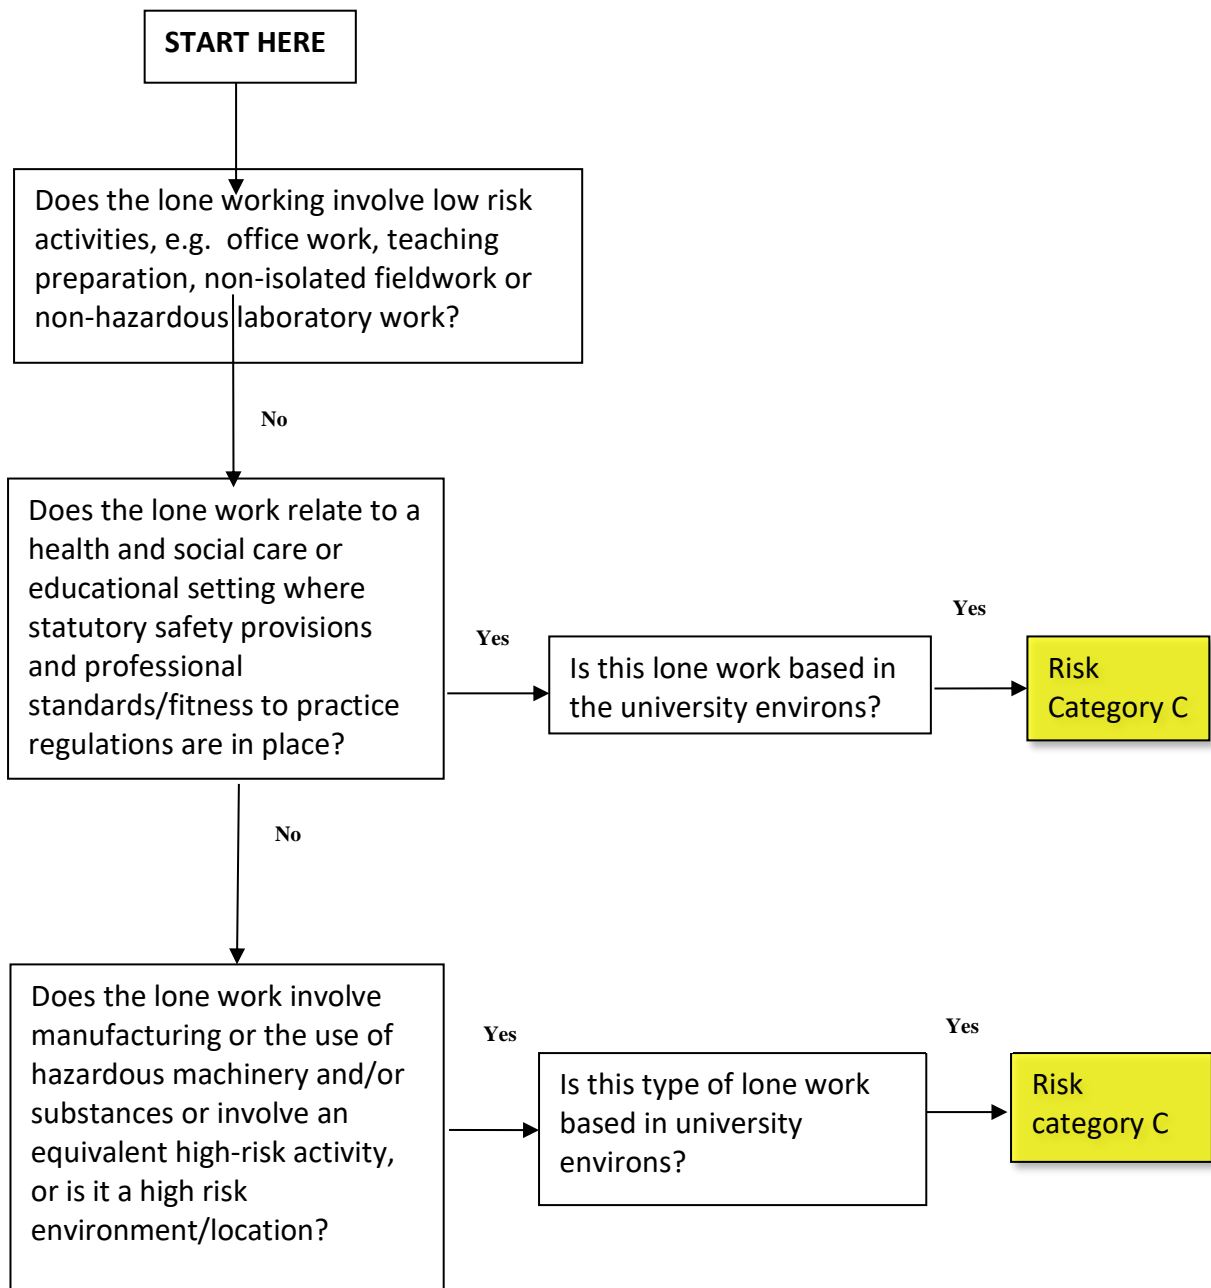 START HERE
Does the lone working involve low risk
activities, e.g. office work, teaching
preparation, non-isolated fieldwork or
non-hazardous laboratory work?
No
Does the lone work relate to a
health and social care or
educational setting where
statutory safety provisions
and professional
standards/fitness to practice
regulations are in place?
Yes
Is this lone work based in
the university environs?
Yes
Risk
Category C
No
Does the lone work involve
manufacturing or the use of
hazardous machinery and/or
substances or involve an
equivalent high-risk activity,
or is it a high risk
environment/location?
Yes
Is this type of lone work
based in university
environs?
Yes
Risk
category C